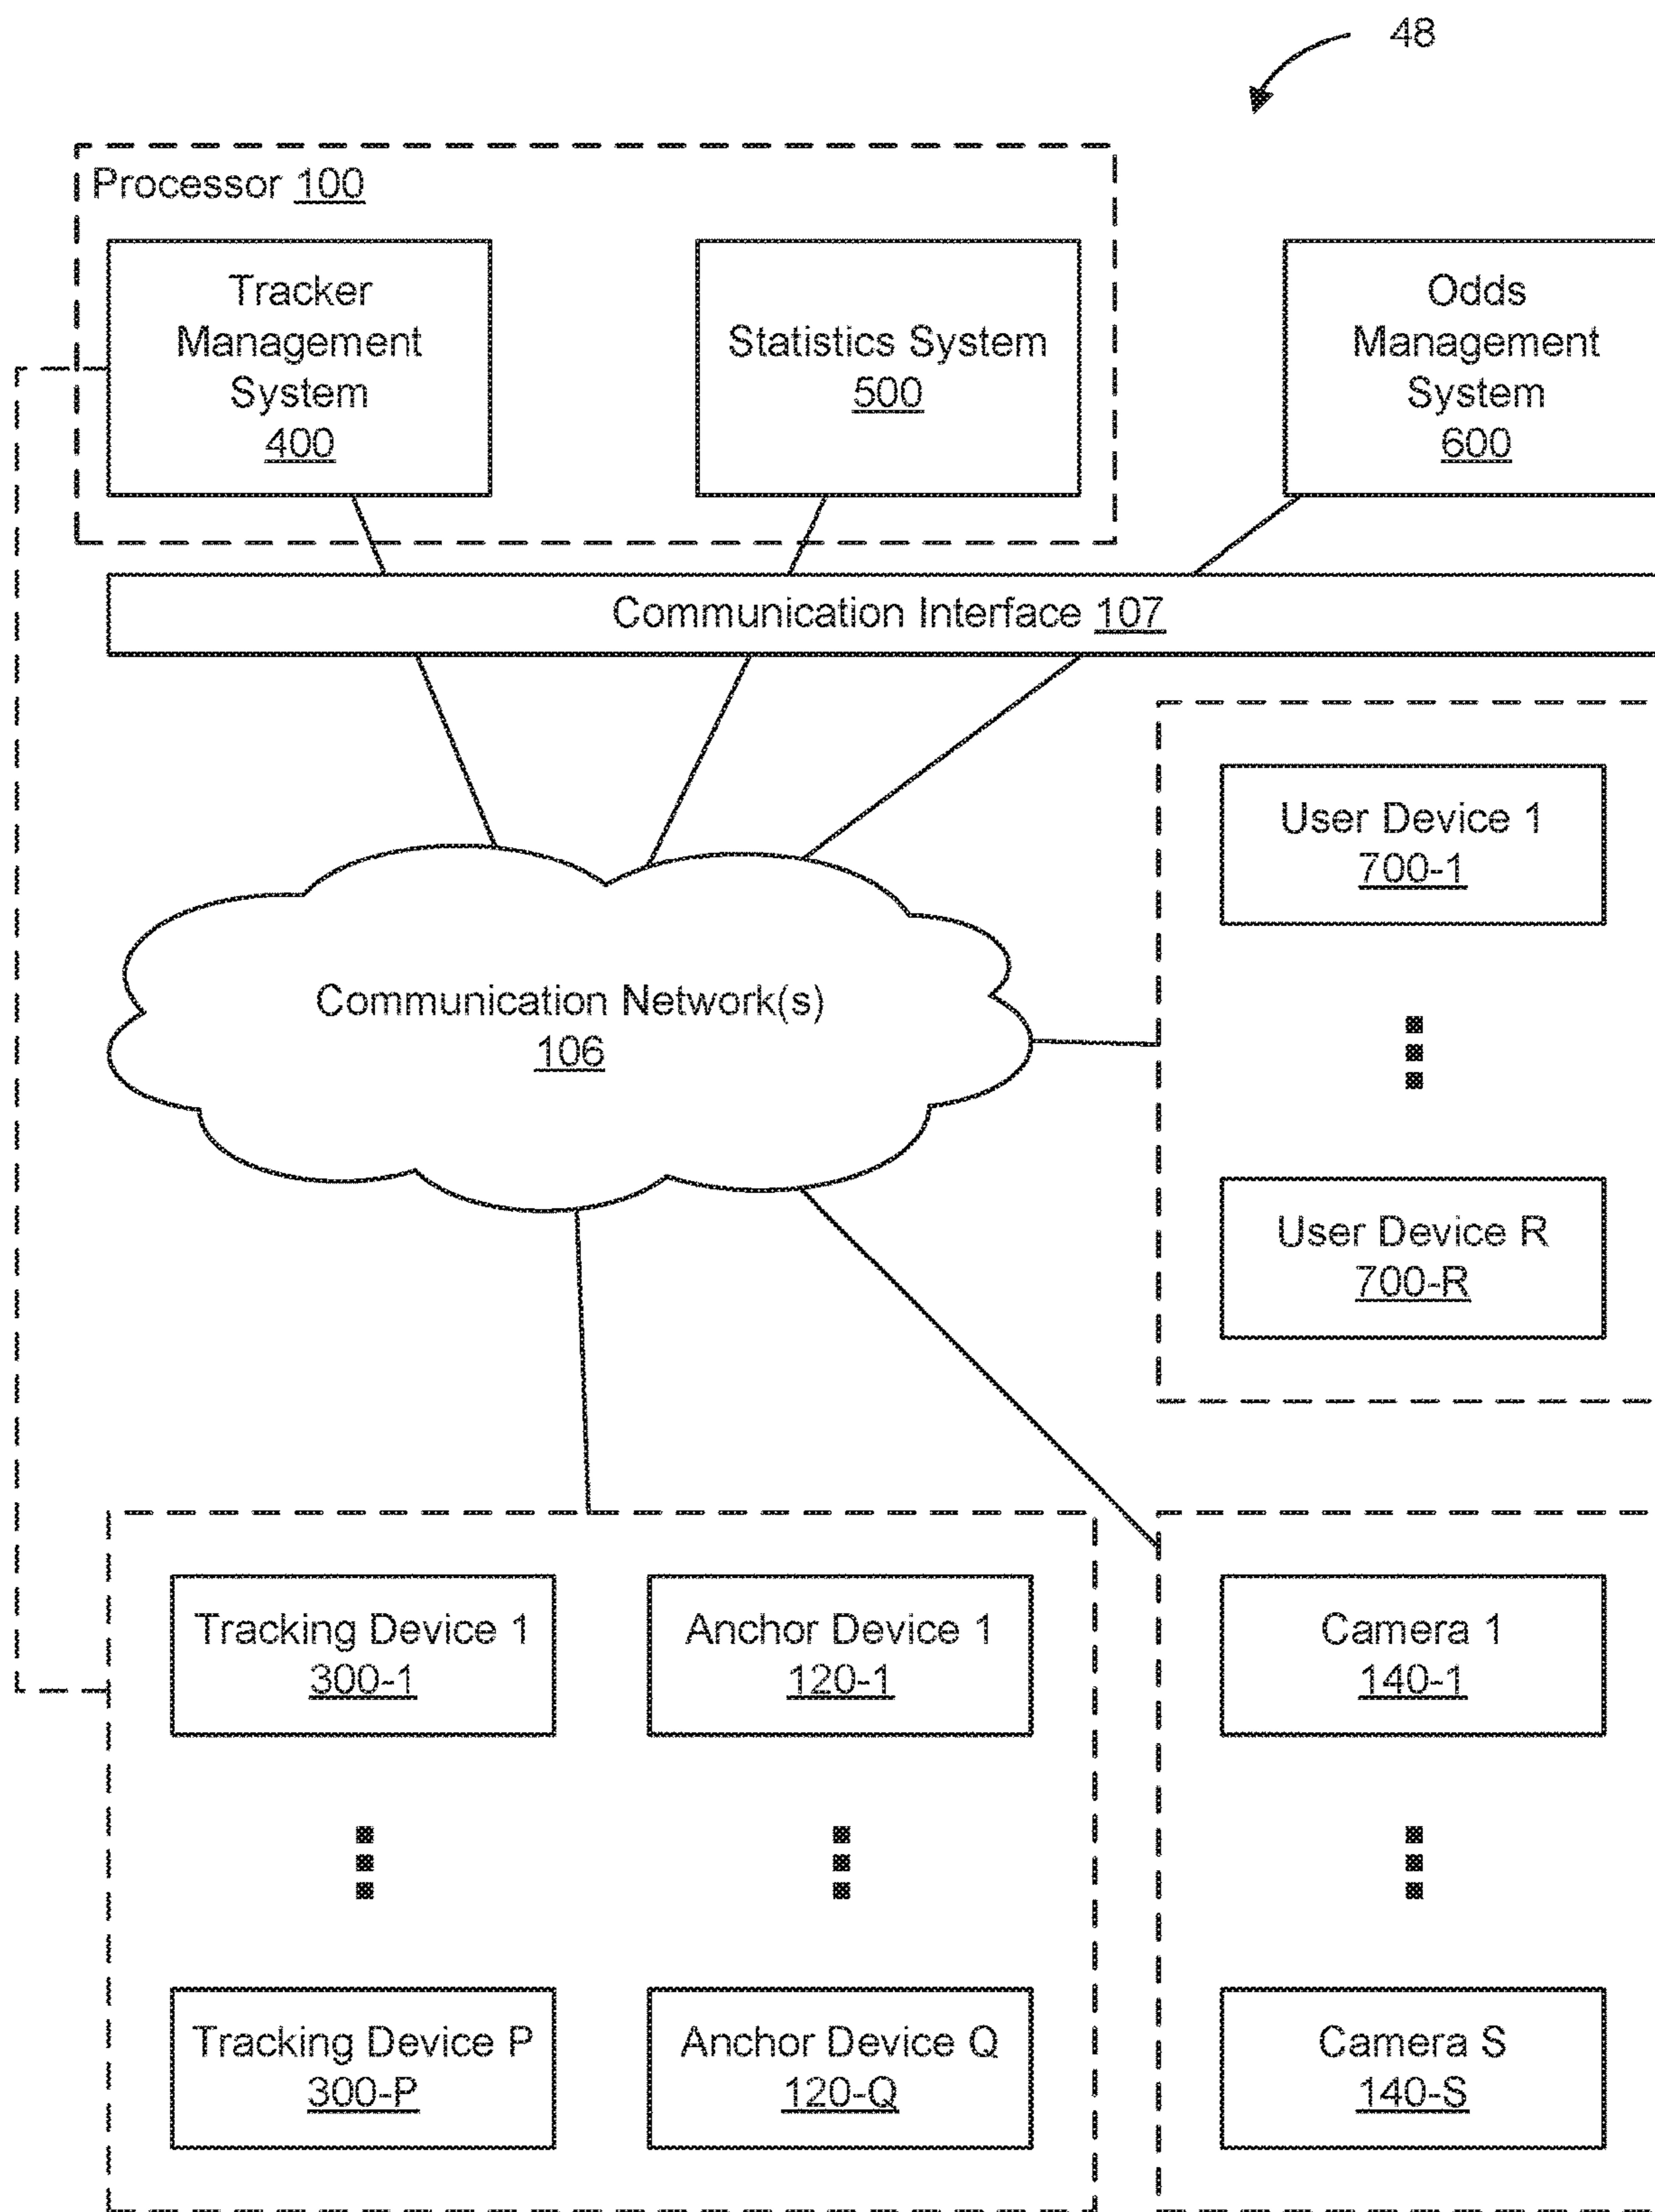 48
Processor 100
Tracker
Management
System
400
Statistics System
500
Odds
Management
System
600
Communication Interface 107
User Device 1
700-1
Communication Network(s)
106
User Device R
700-R
Tracking Device 1
300-1
Anchor Device 1
120-1
Camera 1
140-1
Tracking Device P
300-P
Anchor Device Q
120-Q
Camera S
140-S